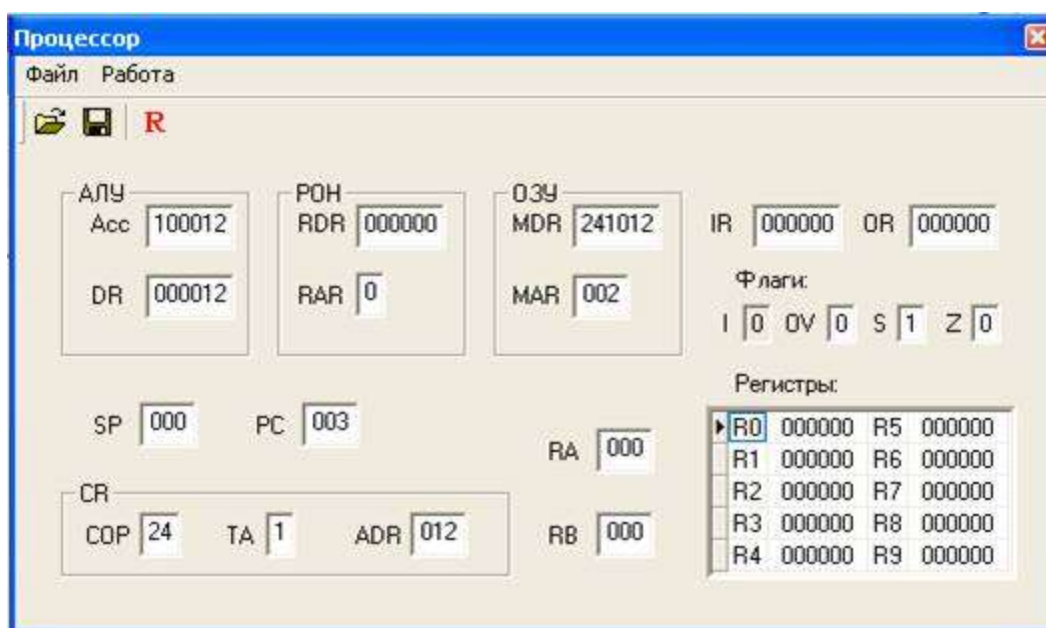 Процессор
Файл Работа
R
АЛУ РОН ОЗУ
Acc 100012 RDR 000000 MDR 241012 IR 000000 OR 000000
DR 000012 RAR 0 MAR 002
Флаги:
I 0 OV 0 S 1 Z 0
Регистры:
SP 000 PC 003
RA 000
R0 000000 R5 000000
R1 000000 R6 000000
R2 000000 R7 000000
R3 000000 R8 000000
R4 000000 R9 000000
CR
COP 24 TA 1 ADR 012 RB 000